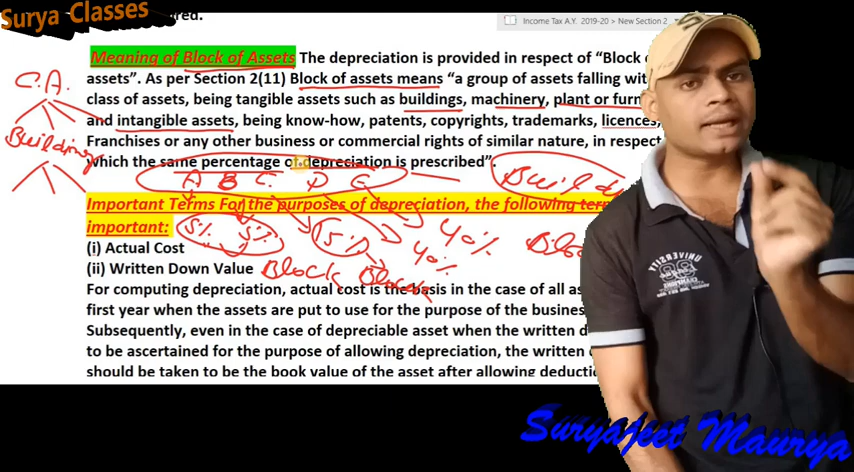 Surya Classes
Income Tax A.Y. 2019-20 > New Section 2
Meaning of Block of Assets The depreciation is provided in respect of "Block
assets". As per Section 2(11) Block of assets means "a group of assets falling
class of assets, being tangible assets such as buildings, machinery, plant or
and intangible assets, being know-how, patents, copyrights, trademarks, licences,
Franchises or any other business or commercial rights of similar nature, in respect
which the same percentage of depreciation is prescribed".
C.A.
Building
A B C D E
Important Terms For the purposes of depreciation, the following
important:
5% 5% 15% 40% 40%
(i) Actual Cost
(ii) Written Down Value Block Block
For computing depreciation, actual cost is the basis in the case of all
first year when the assets are put to use for the purpose of the business
Subsequently, even in the case of depreciable asset when the written
to be ascertained for the purpose of allowing depreciation, the written
should be taken to be the book value of the asset after allowing
UNIVERSITY
Suryajeet Maurya